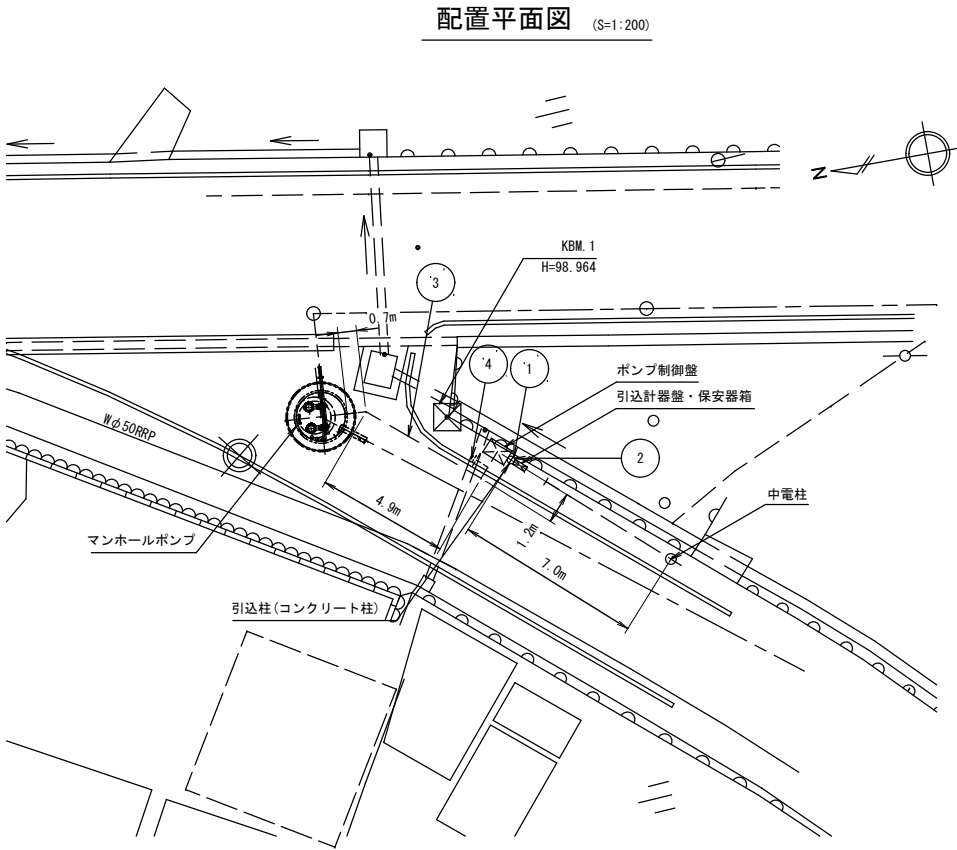 配置平面図 (S=1:200)
N
KBM.1
H=98.964
3
0.7m
4
1
ポンプ制御盤
引込計器盤・保安器箱
2
Wφ50RRP
4.9m
1.2m
7.0m
中電柱
マンホールポンプ
引込柱(コンクリート柱)